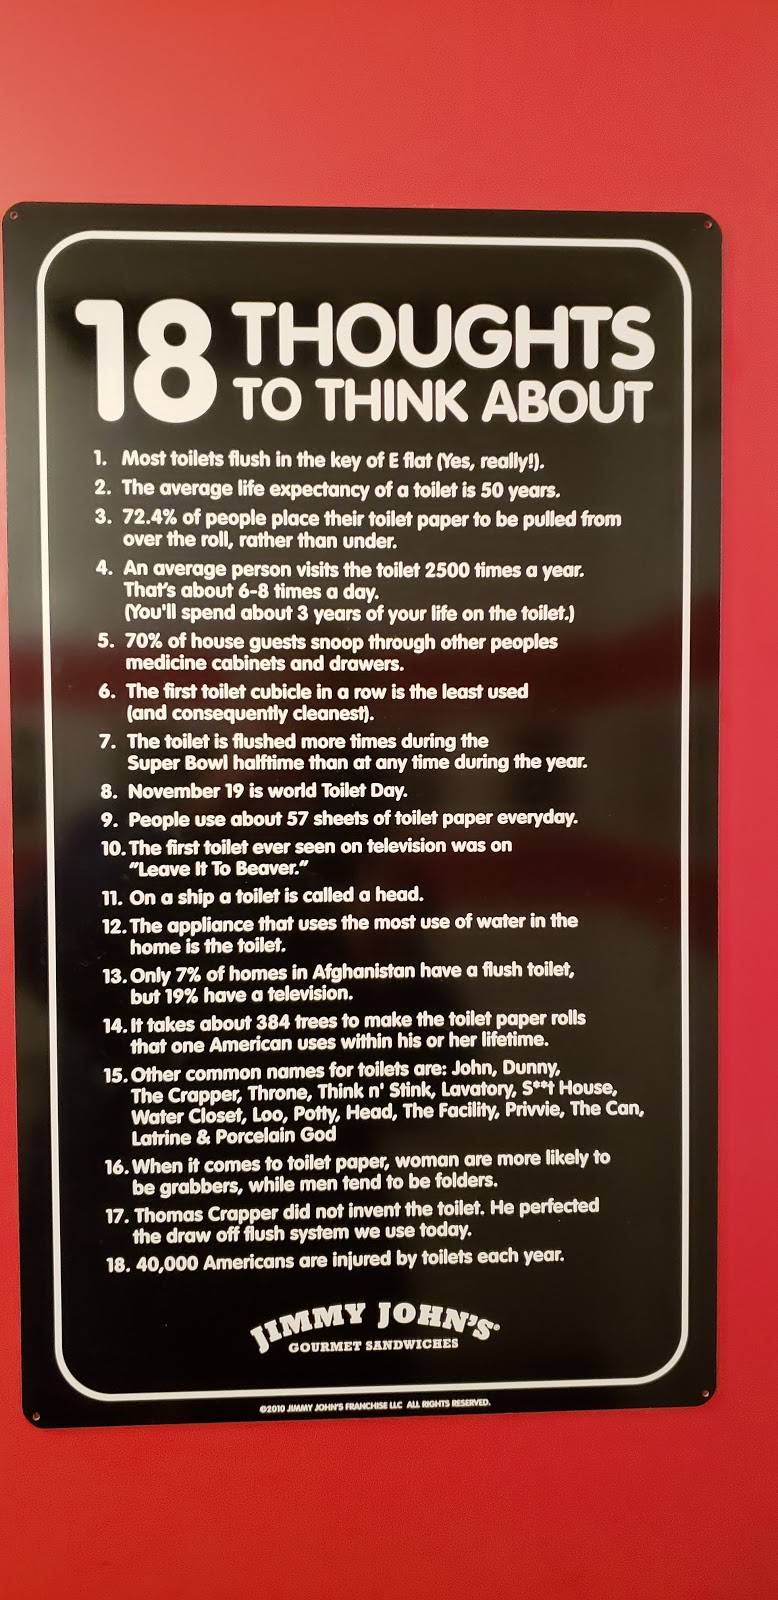 18 THOUGHTS
TO THINK ABOUT
1. Most toilets flush in the key of E flat (Yes, really!).
2. The average life expectancy of a toilet is 50 years.
3. 72.4% of people place their toilet paper to be pulled from
over the roll, rather than under.
4. An average person visits the toilet 2500 times a year.
That's about 6-8 times a day.
(You'll spend about 3 years of your life on the toilet.)
5. 70% of house guests snoop through other peoples
medicine cabinets and drawers.
6. The first toilet cubicle in a row is the least used
(and consequently cleanest).
7. The toilet is flushed more times during the
Super Bowl halftime than at any time during the year.
8. November 19 is world Toilet Day.
9. People use about 57 sheets of toilet paper everyday.
10. The first toilet ever seen on television was on
"Leave It To Beaver."
11. On a ship a toilet is called a head.
12. The appliance that uses the most use of water in the
home is the toilet.
13. Only 7% of homes in Afghanistan have a flush toilet,
but 19% have a television.
14. It takes about 384 trees to make the toilet paper rolls
that one American uses within his or her lifetime.
15. Other common names for toilets are: John, Dunny,
The Crapper, Throne, Think n' Stink, Lavatory, S**t House,
Water Closet, Loo, Potty, Head, The Facility, Privvie, The Can,
Latrine & Porcelain God
16. When it comes to toilet paper, woman are more likely to
be grabbers, while men tend to be folders.
17. Thomas Crapper did not invent the toilet. He perfected
the draw off flush system we use today.
18. 40,000 Americans are injured by toilets each year.
JIMMY JOHN'S®
GOURMET SANDWICHES
©2010 JIMMY JOHN'S FRANCHISE LLC ALL RIGHTS RESERVED.